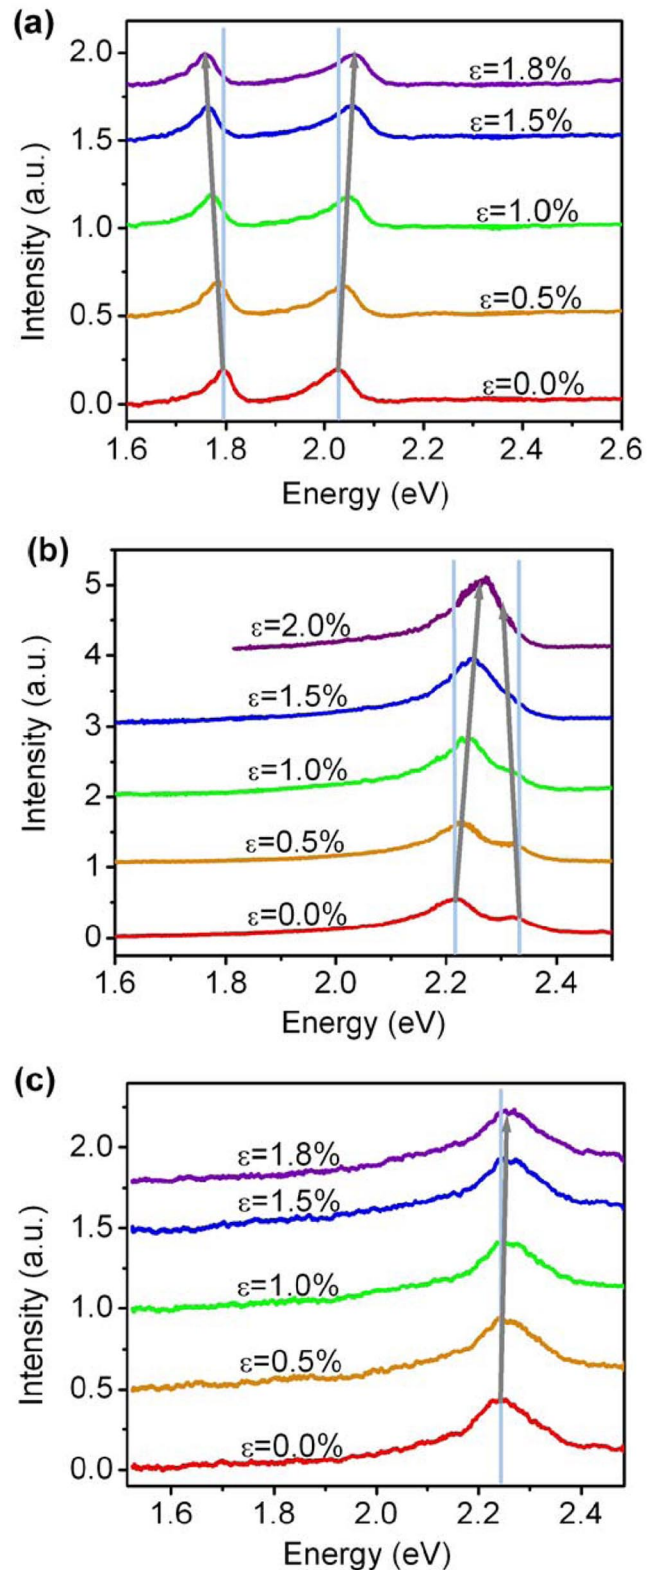 (a)
2.0
ε=1.8%
1.5
ε=1.5%
1.0
ε=1.0%
0.5
ε=0.5%
0.0
ε=0.0%
Intensity (a.u.)
1.6 1.8 2.0 2.2 2.4 2.6
Energy (eV)
(b)
5
ε=2.0%
4
ε=1.5%
3
ε=1.0%
2
ε=0.5%
1
ε=0.0%
0
Intensity (a.u.)
1.6 1.8 2.0 2.2 2.4
Energy (eV)
(c)
2.0
ε=1.8%
1.5
ε=1.5%
1.0
ε=1.0%
0.5
ε=0.5%
0.0
ε=0.0%
Intensity (a.u.)
1.6 1.8 2.0 2.2 2.4
Energy (eV)